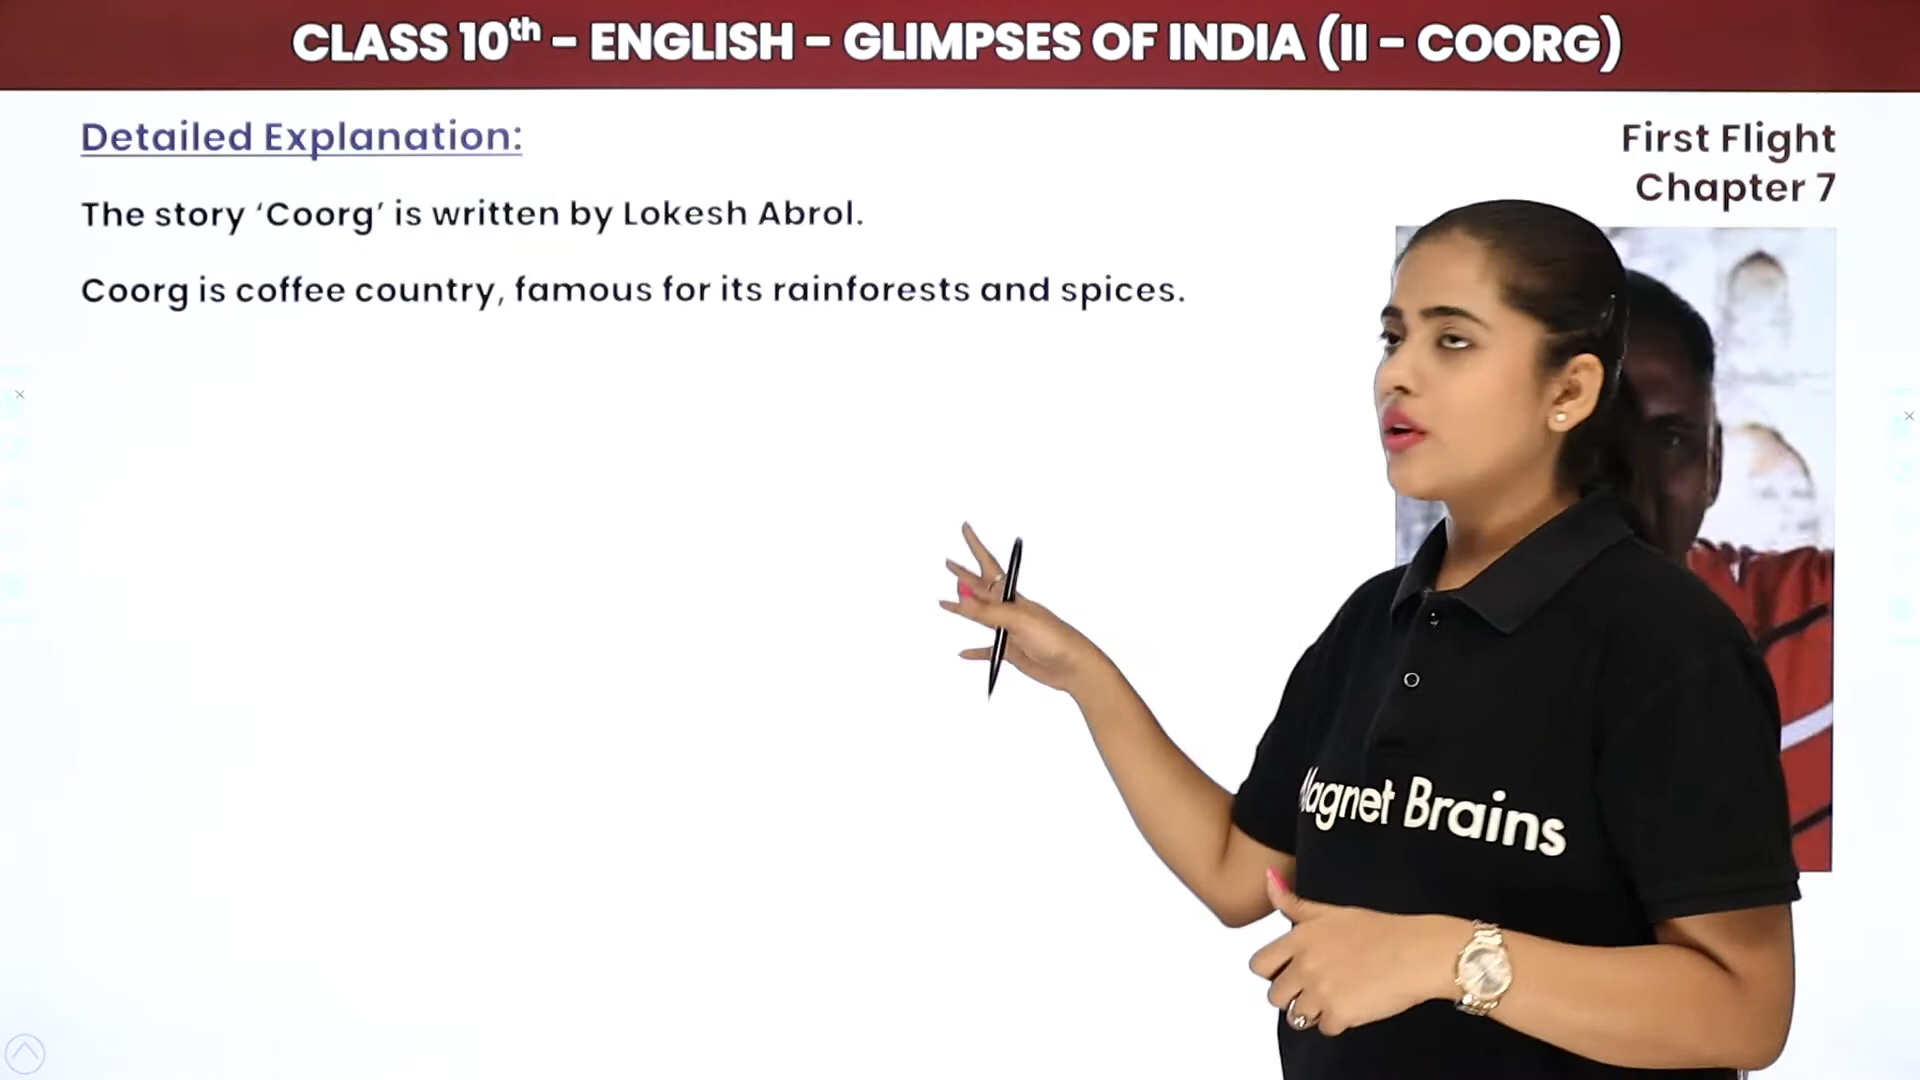 CLASS 10th – ENGLISH – GLIMPSES OF INDIA (II – COORG)
Detailed Explanation:
First Flight
Chapter 7
The story ‘Coorg’ is written by Lokesh Abrol.
Coorg is coffee country, famous for its rainforests and spices.
Magnet Brains